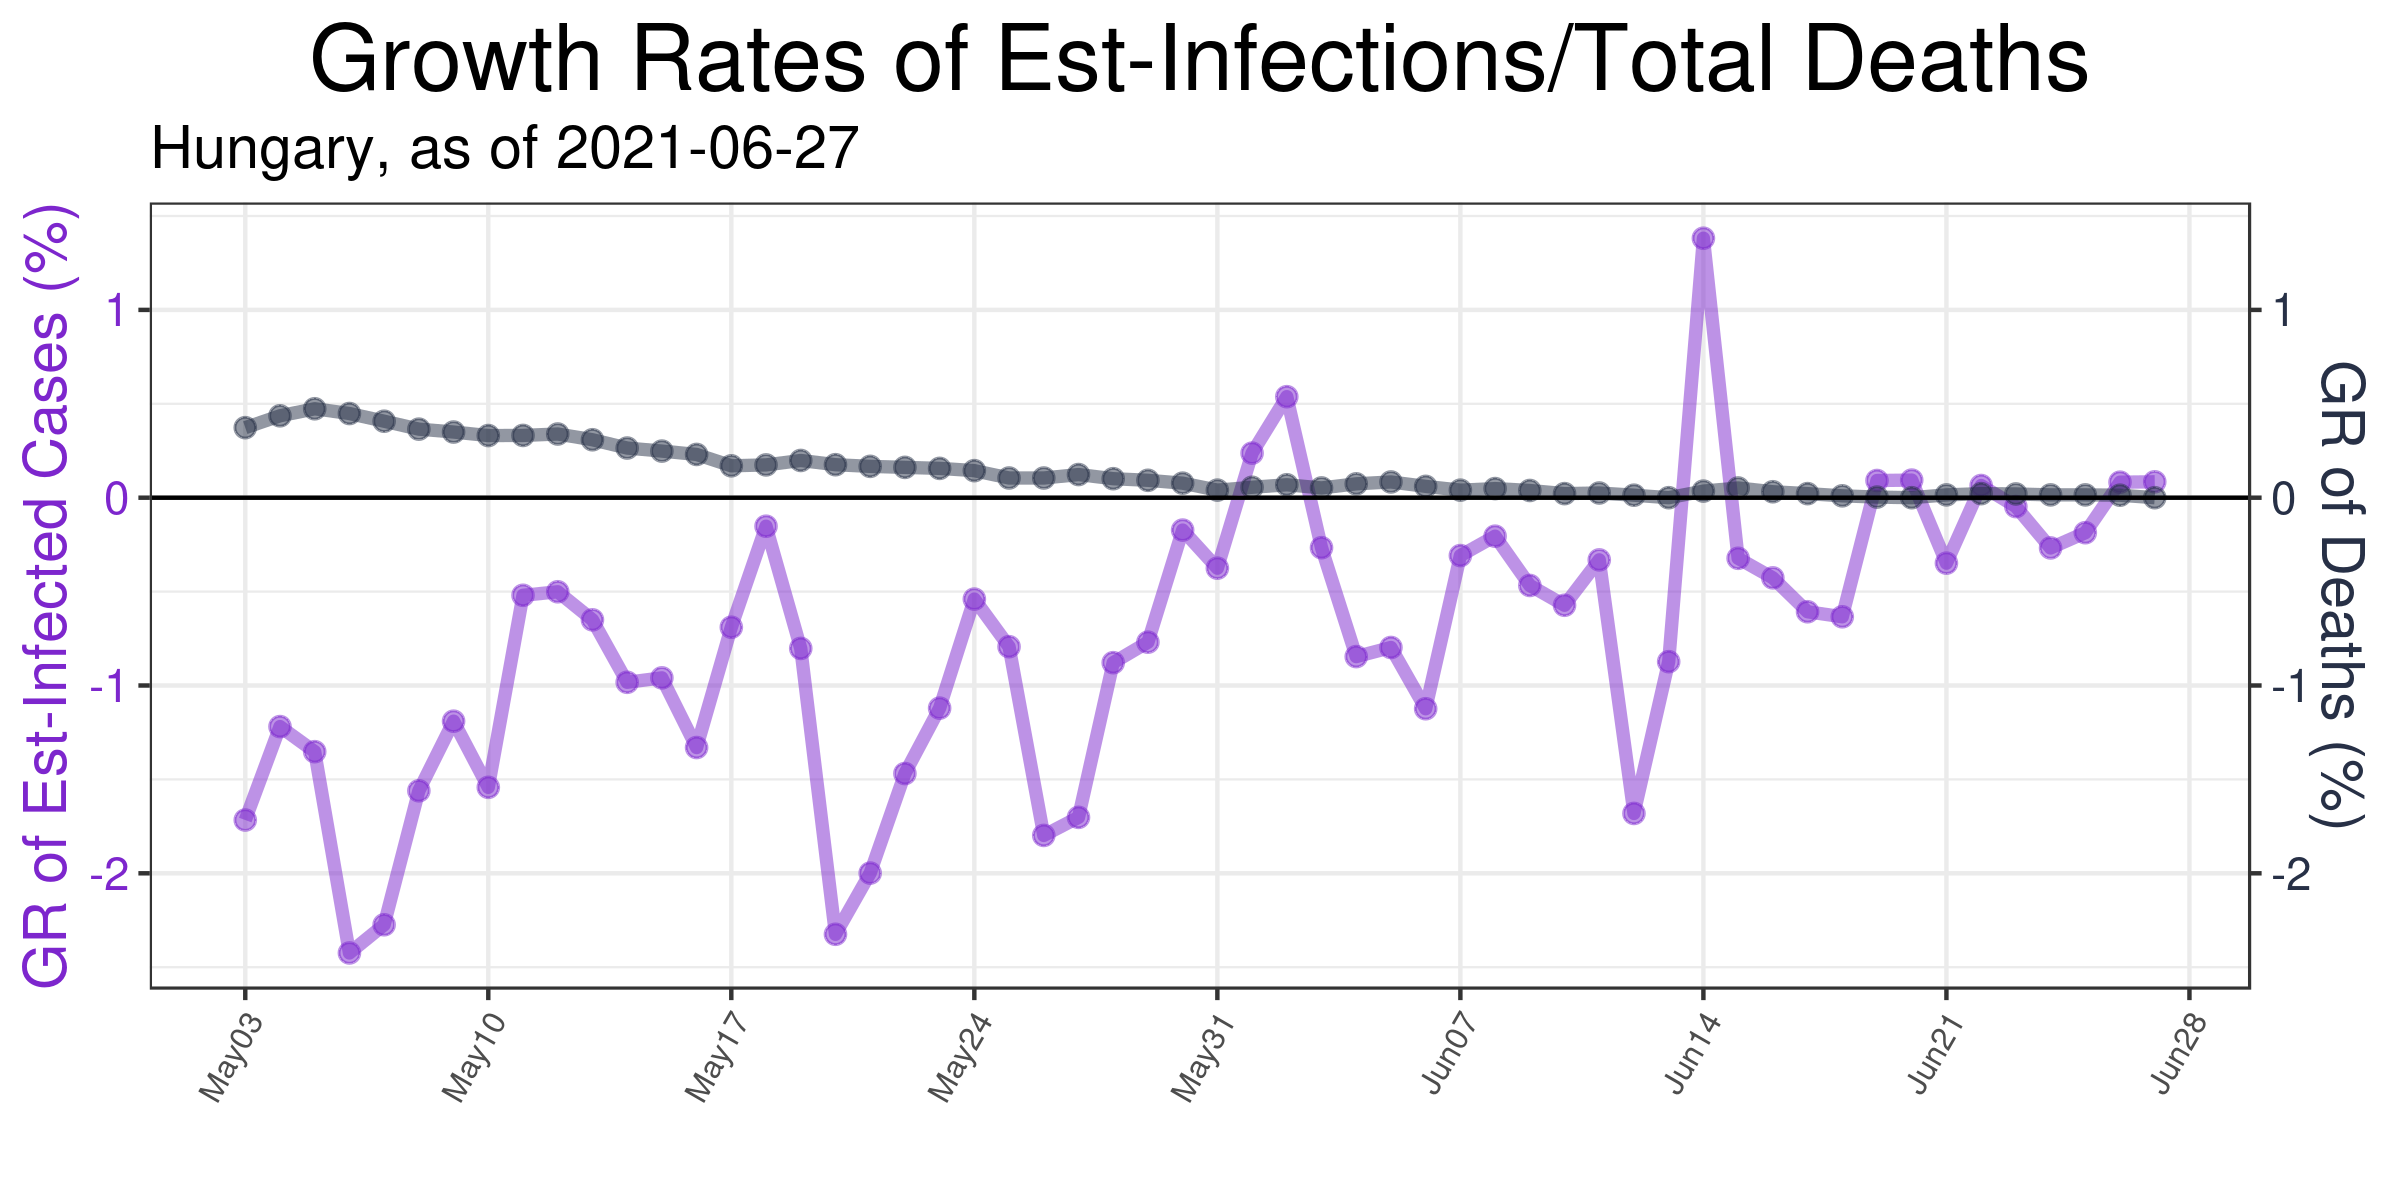 Growth Rates of Est-Infections/Total Deaths
Hungary, as of 2021-06-27
GR of Est-Infected Cases (%)
1
0
-1
-2
1
0
-1
-2
GR of Deaths (%)
May03
May10
May17
May24
May31
Jun07
Jun14
Jun21
Jun28